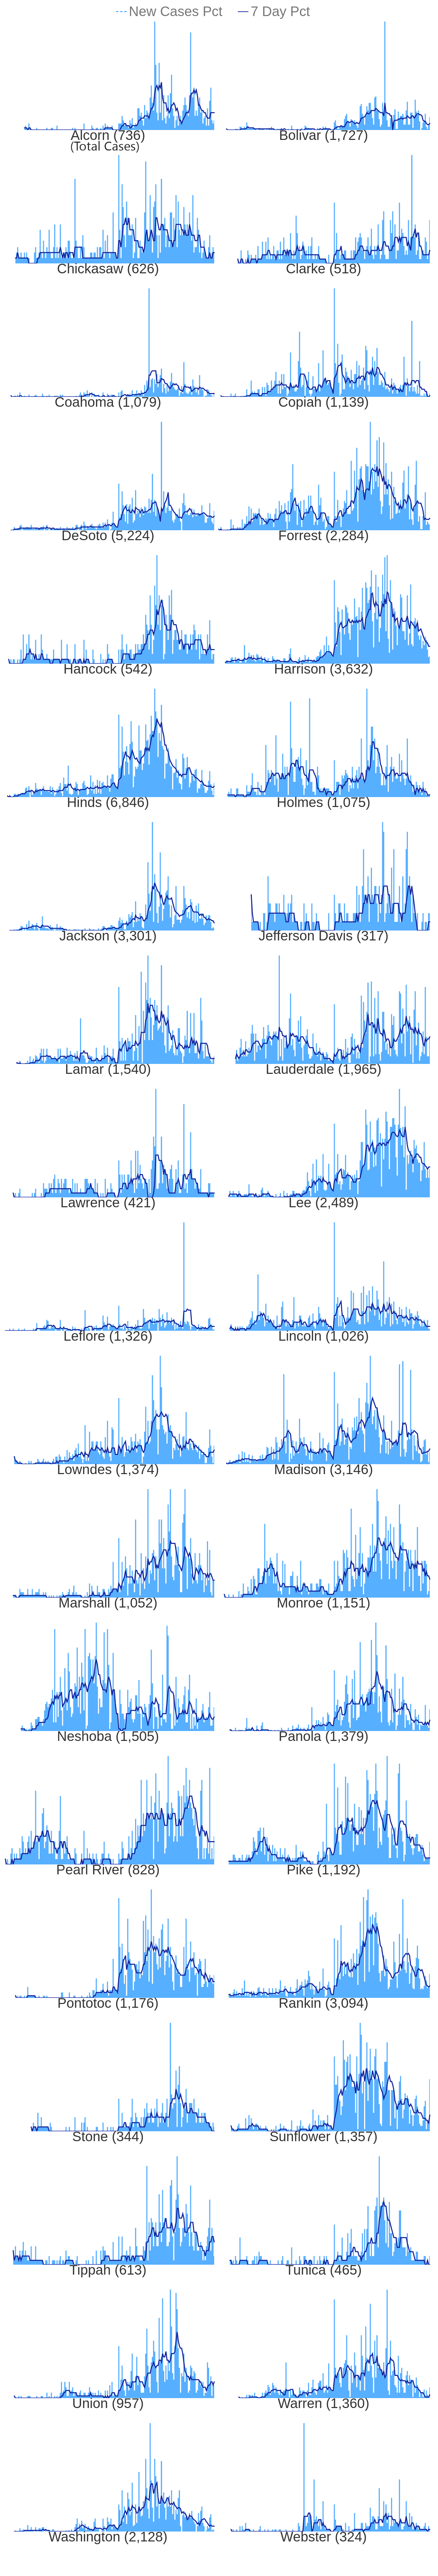 New Cases Pct 7 Day Pct
Alcorn (736) Bolivar (1,727)
(Total Cases)
Chickasaw (626) Clarke (518)
Coahoma (1,079) Copiah (1,139)
DeSoto (5,224) Forrest (2,284)
Hancock (542) Harrison (3,632)
Hinds (6,846) Holmes (1,075)
Jackson (3,301) Jefferson Davis (317)
Lamar (1,540) Lauderdale (1,965)
Lawrence (421) Lee (2,489)
Leflore (1,326) Lincoln (1,026)
Lowndes (1,374) Madison (3,146)
Marshall (1,052) Monroe (1,151)
Neshoba (1,505) Panola (1,379)
Pearl River (828) Pike (1,192)
Pontotoc (1,176) Rankin (3,094)
Stone (344) Sunflower (1,357)
Tippah (613) Tunica (465)
Union (957) Warren (1,360)
Washington (2,128) Webster (324)